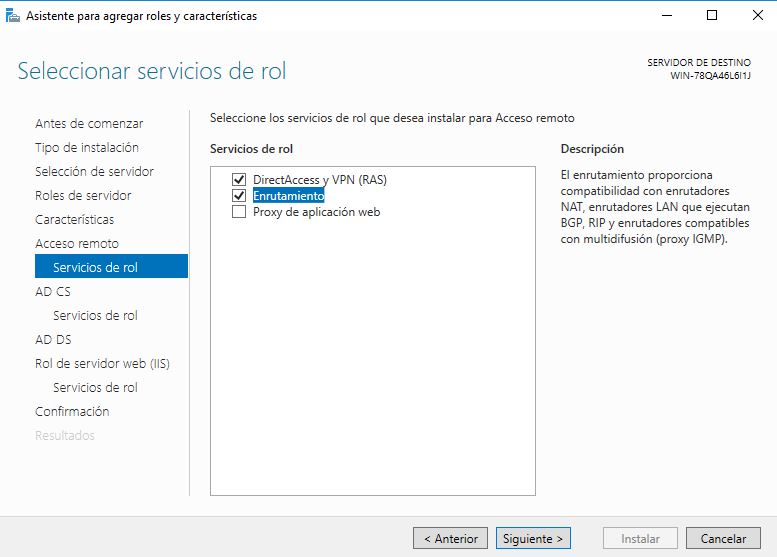 Asistente para agregar roles y características
Seleccionar servicios de rol
SERVIDOR DE DESTINO
WIN-78QA46L6I1J
Antes de comenzar
Tipo de instalación
Selección de servidor
Roles de servidor
Características
Acceso remoto
Servicios de rol
AD CS
Servicios de rol
AD DS
Rol de servidor web (IIS)
Servicios de rol
Confirmación
Resultados
Seleccione los servicios de rol que desea instalar para Acceso remoto
Servicios de rol
DirectAccess y VPN (RAS)
Enrutamiento
Proxy de aplicación web
Descripción
El enrutamiento proporciona
compatibilidad con enrutadores
NAT, enrutadores LAN que ejecutan
BGP, RIP y enrutadores compatibles
con multidifusión (proxy IGMP).
< Anterior
Siguiente >
Instalar
Cancelar